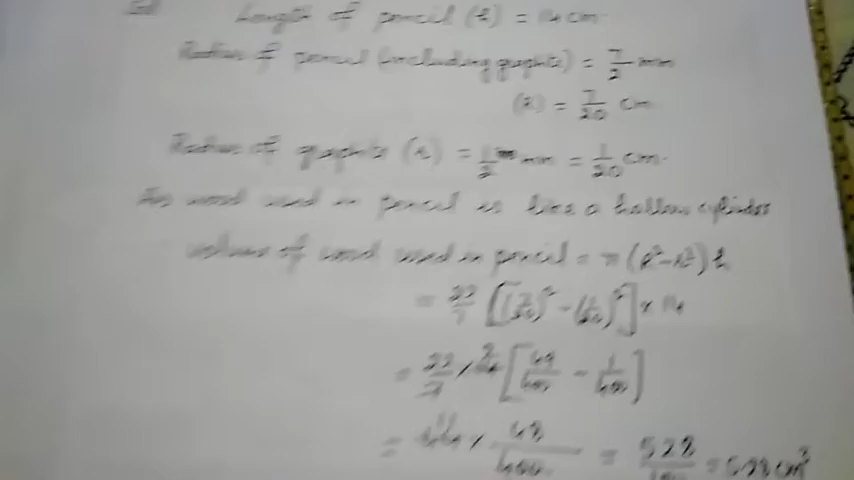 Sol Length of pencil (h) = 14 cm.
Radius of pencil (including graphite) = 7/2 mm
(R) = 7/20 cm
Radius of graphite (r) = 1/2 mm = 1/20 cm.
As wood used in pencil is like a hollow cylinder
volume of wood used in pencil = π (R²-r²) h
= 22/7 [(7/20)² - (1/20)²] × 14
= 22/7 × [49/400 - 1/400]
= × 48/400 = 528/100 = 5.28 cm³